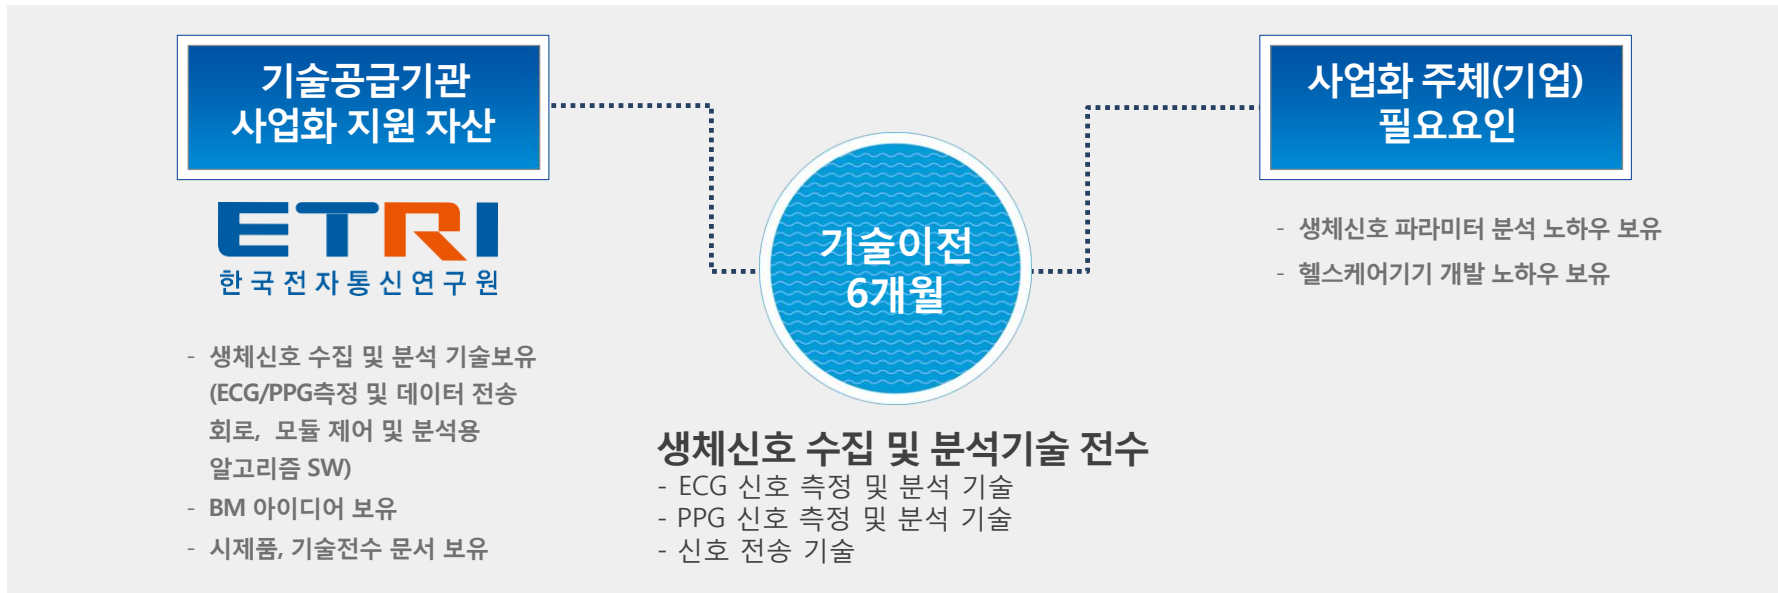 기술공급기관
사업화 지원 자산
ETRI
한국전자통신연구원
- 생체신호 수집 및 분석 기술보유
(ECG/PPG측정 및 데이터 전송
회로, 모듈 제어 및 분석용
알고리즘 SW)
- BM 아이디어 보유
- 시제품, 기술전수 문서 보유
기술이전
6개월
생체신호 수집 및 분석기술 전수
- ECG 신호 측정 및 분석 기술
- PPG 신호 측정 및 분석 기술
- 신호 전송 기술
사업화 주체(기업)
필요요인
- 생체신호 파라미터 분석 노하우 보유
- 헬스케어기기 개발 노하우 보유